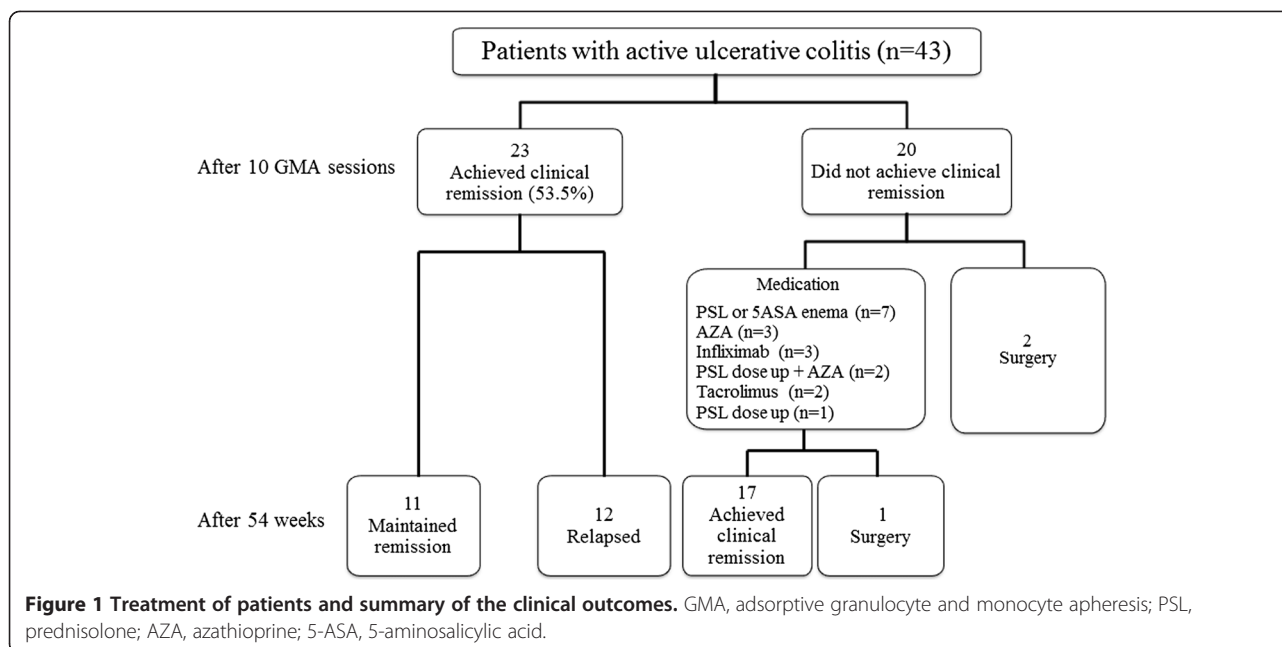 Patients with active ulcerative colitis (n=43)
After 10 GMA sessions
23
Achieved clinical
remission (53.5%)
20
Did not achieve clinical
remission
Medication
PSL or 5ASA enema (n=7)
AZA (n=3)
Infliximab (n=3)
PSL dose up + AZA (n=2)
Tacrolimus (n=2)
PSL dose up (n=1)
2
Surgery
After 54 weeks
11
Maintained
remission
12
Relapsed
17
Achieved
clinical
remission
1
Surgery
Figure 1 Treatment of patients and summary of the clinical outcomes. GMA, adsorptive granulocyte and monocyte apheresis; PSL,
prednisolone; AZA, azathioprine; 5-ASA, 5-aminosalicylic acid.